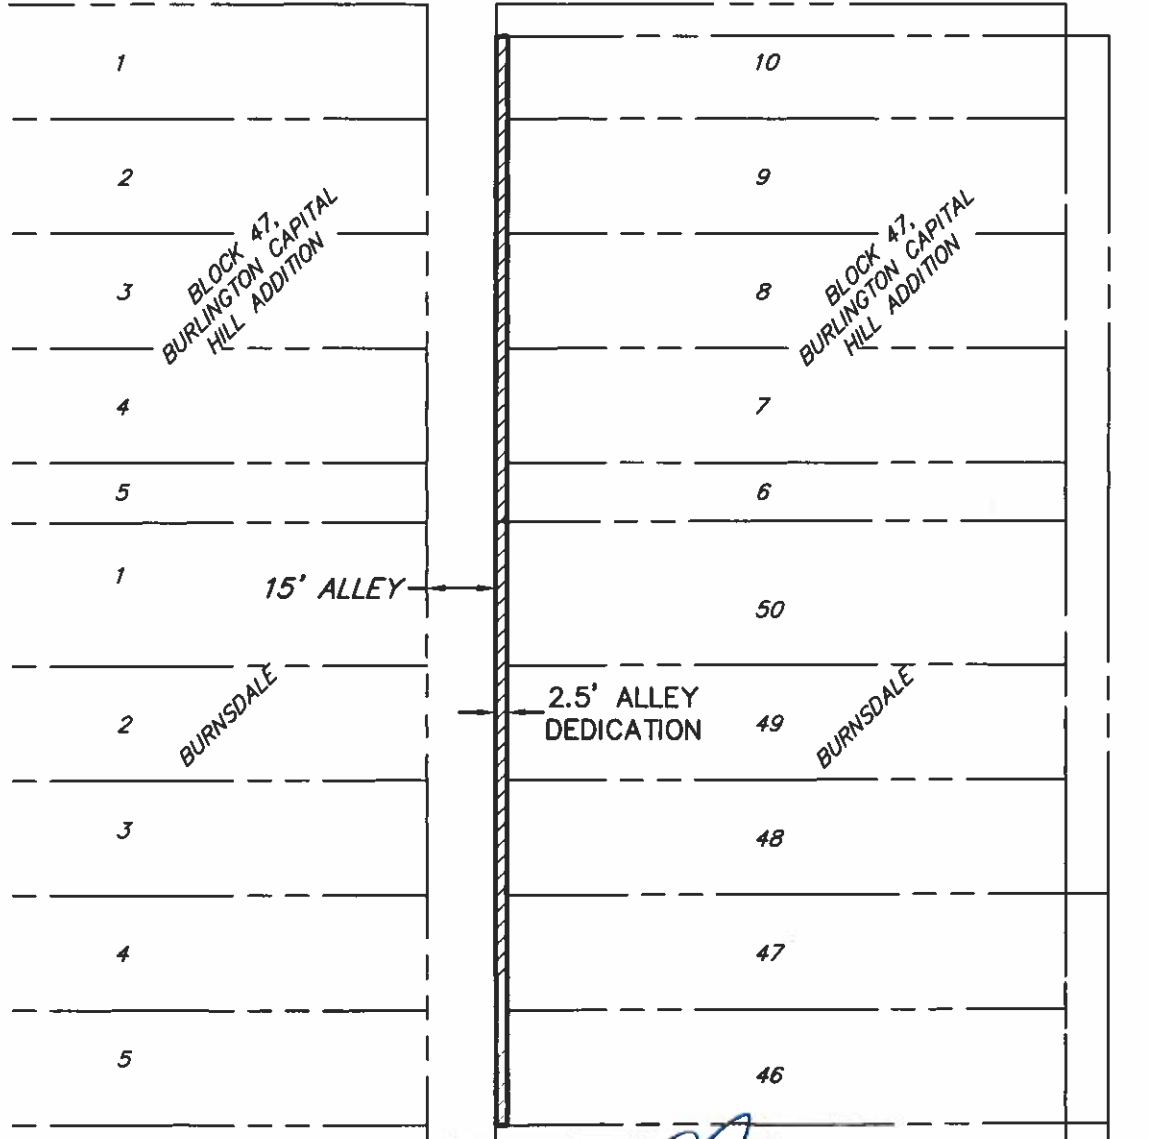 1
2
BLOCK 47,
BURLINGTON CAPITAL
HILL ADDITION
3
4
5
1
15' ALLEY
2
BURNSDALE
3
4
5
10
9
BLOCK 47,
BURLINGTON CAPITAL
HILL ADDITION
8
7
6
50
2.5' ALLEY
DEDICATION
49
BURNSDALE
48
47
46